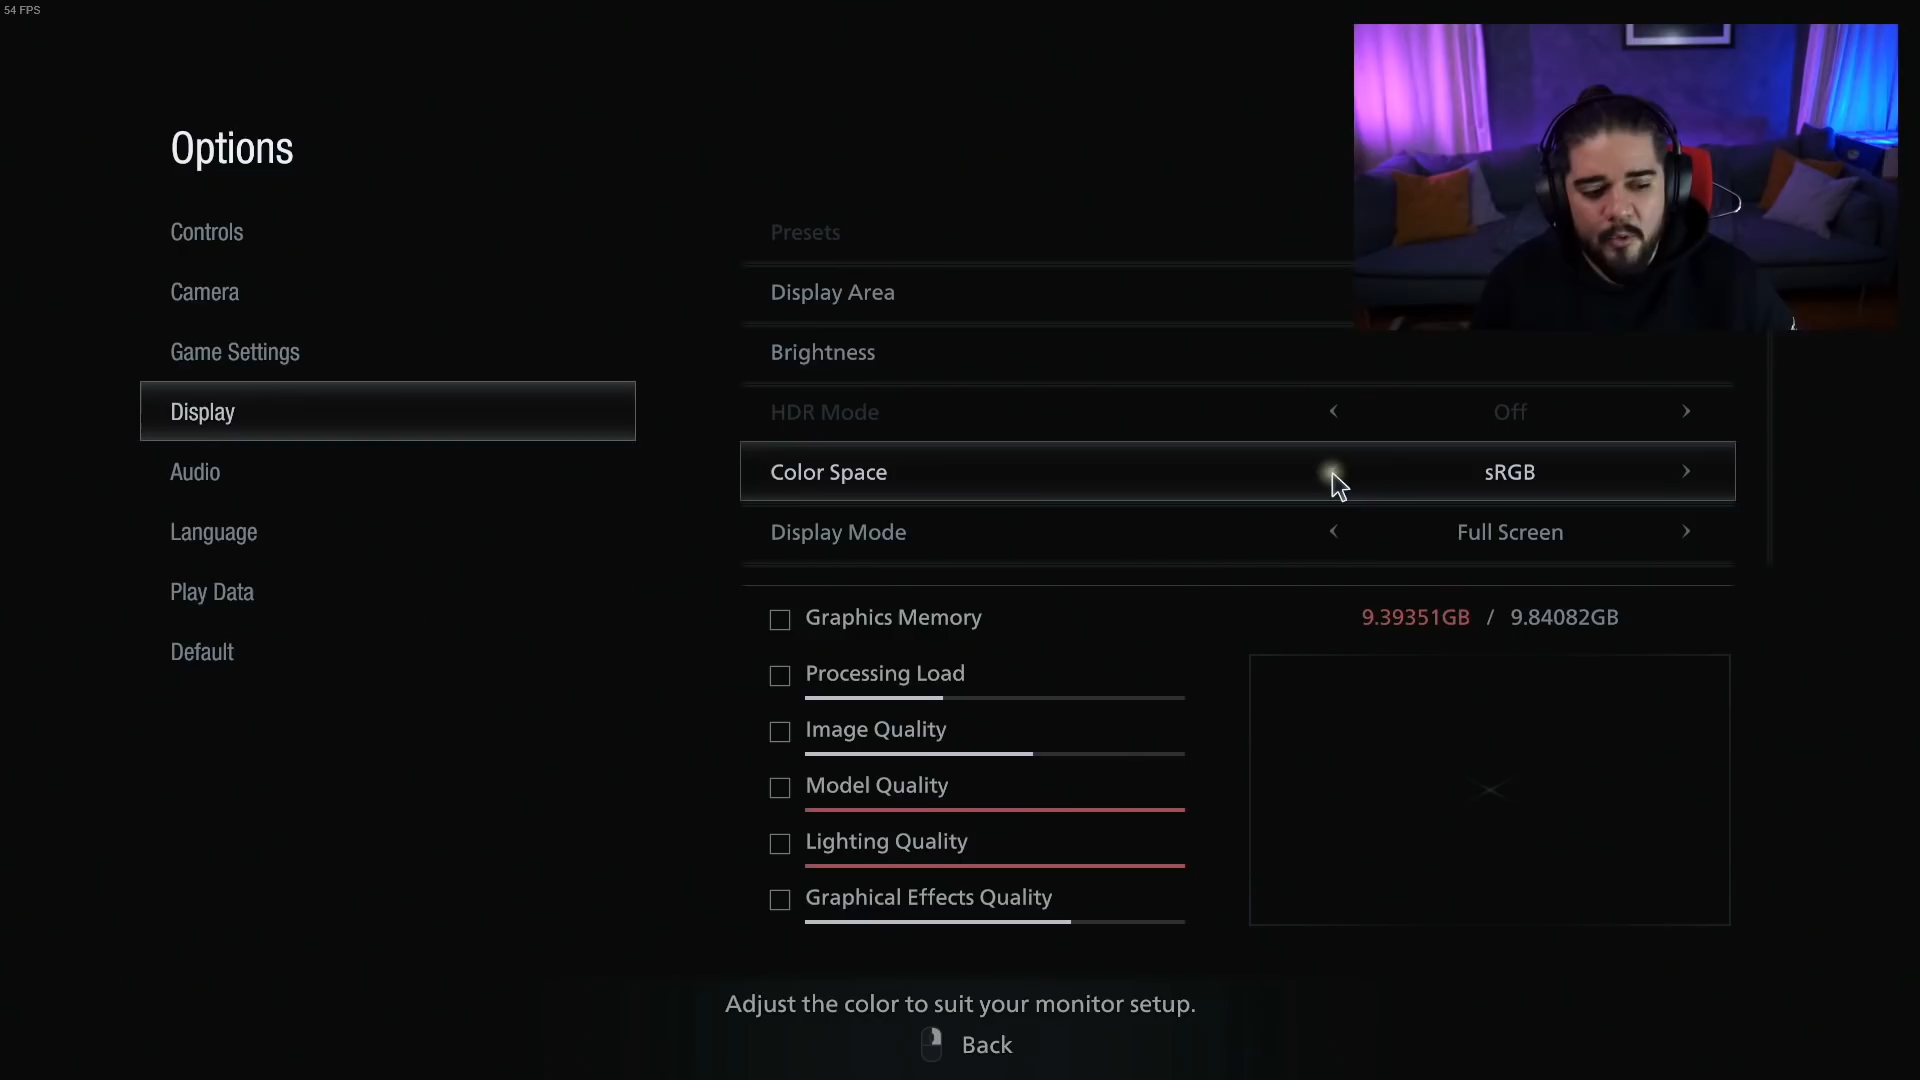 54 FPS
Options
Controls
Camera
Game Settings
Display
Audio
Language
Play Data
Default
Presets
Display Area
Brightness
HDR Mode Off
Color Space sRGB
Display Mode Full Screen
Graphics Memory 9.39351GB / 9.84082GB
Processing Load
Image Quality
Model Quality
Lighting Quality
Graphical Effects Quality
Adjust the color to suit your monitor setup.
Back